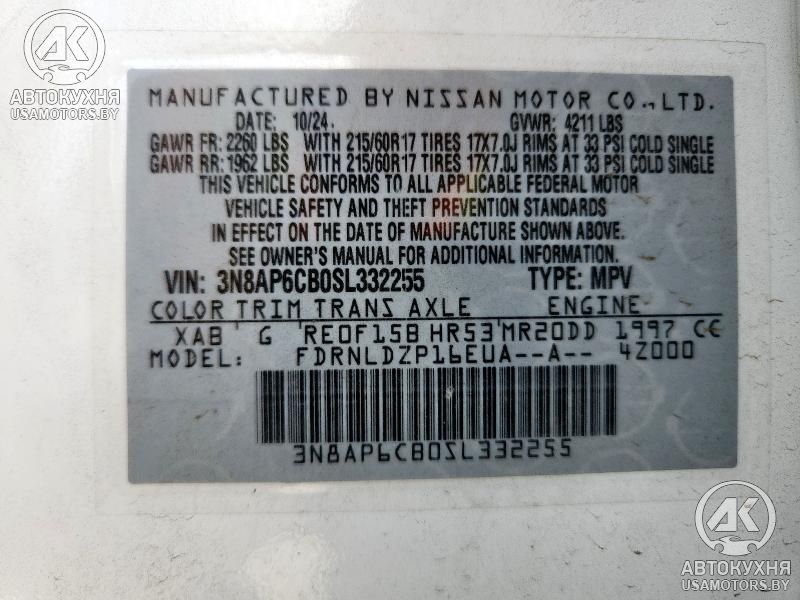 АК
АВТОКУХНЯ
USAMOTORS.BY
MANUFACTURED BY NISSAN MOTOR CO.,LTD.
DATE: 10/24. GVWR: 4211 LBS
GAWR FR: 2260 LBS WITH 215/60R17 TIRES 17X7.0J RIMS AT 33 PSI COLD SINGLE
GAWR RR: 1962 LBS WITH 215/60R17 TIRES 17X7.0J RIMS AT 33 PSI COLD SINGLE
THIS VEHICLE CONFORMS TO ALL APPLICABLE FEDERAL MOTOR
VEHICLE SAFETY AND THEFT PREVENTION STANDARDS
IN EFFECT ON THE DATE OF MANUFACTURE SHOWN ABOVE.
SEE OWNER'S MANUAL FOR ADDITIONAL INFORMATION.
VIN: 3N8AP6CB0SL332255 TYPE: MPV
COLOR TRIM TRANS AXLE ENGINE
XAB G RE0F15B HR53 MR20DD 1997 CC
MODEL: FDRNLDZP16EUA--A-- 4Z000
3N8AP6CB0SL332255
АК
АВТОКУХНЯ
USAMOTORS.BY